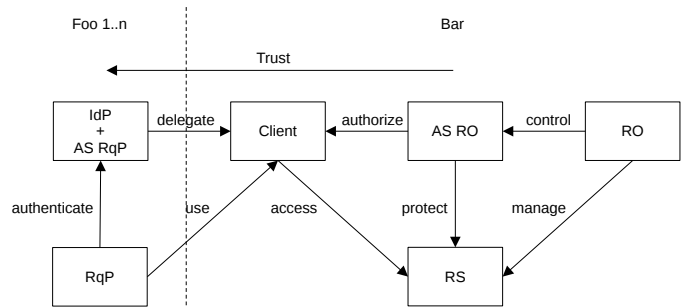 Foo 1..n
Bar
Trust
IdP
+
AS RqP
delegate
Client
authorize
AS RO
control
RO
authenticate
use
access
protect
manage
RqP
RS